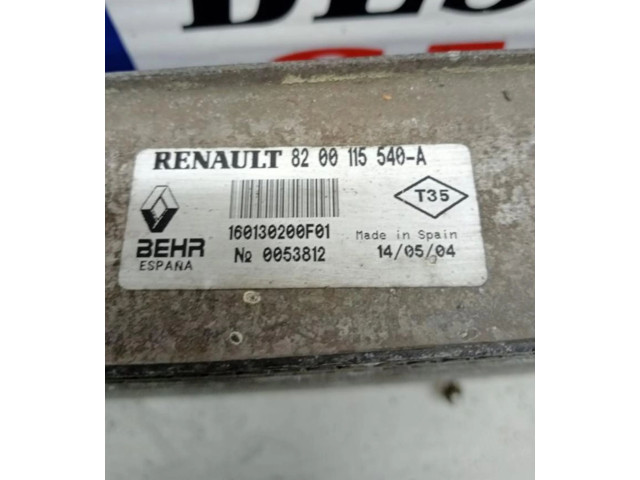 RENAULT 82 00 115 540-A
T35
160130200F01
BEHR
ESPAÑA
№ 0053812
Made in Spain
14/05/04